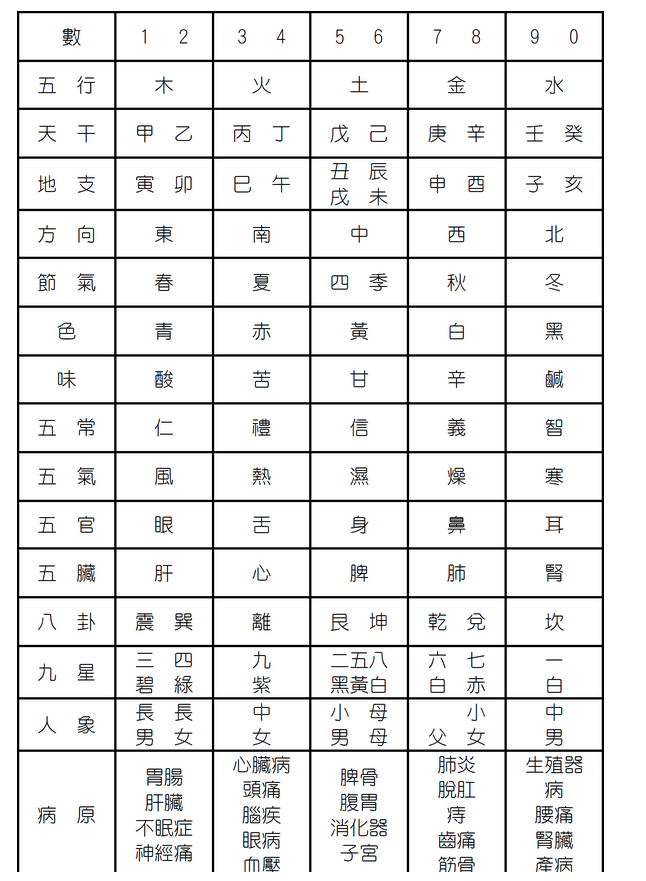 數 1 2 3 4 5 6 7 8 9 0
五 行 木 火 土 金 水
天 干 甲 乙 丙 丁 戊 己 庚 辛 壬 癸
地 支 寅 卯 巳 午 丑 辰 申 酉 子 亥
戌 未
方 向 東 南 中 西 北
節 氣 春 夏 四 季 秋 冬
色 青 赤 黃 白 黑
味 酸 苦 甘 辛 鹹
五 常 仁 禮 信 義 智
五 氣 風 熱 濕 燥 寒
五 官 眼 舌 身 鼻 耳
五 臟 肝 心 脾 肺 腎
八 卦 震 巽 離 艮 坤 乾 兌 坎
九 星 三 四 九 二五八 六 七 一
碧 綠 紫 黑黃白 白 赤 白
人 象 長 長 中 小 母 小 中
男 女 女 男 母 父 女 男
病 原
胃腸
肝臟
不眠症
神經痛
心臟病
頭痛
腦疾
眼病
血壓
脾骨
腹胃
消化器
子宮
肺炎
脫肛
痔
齒痛
筋骨
生殖器
病
腰痛
腎臟
產病